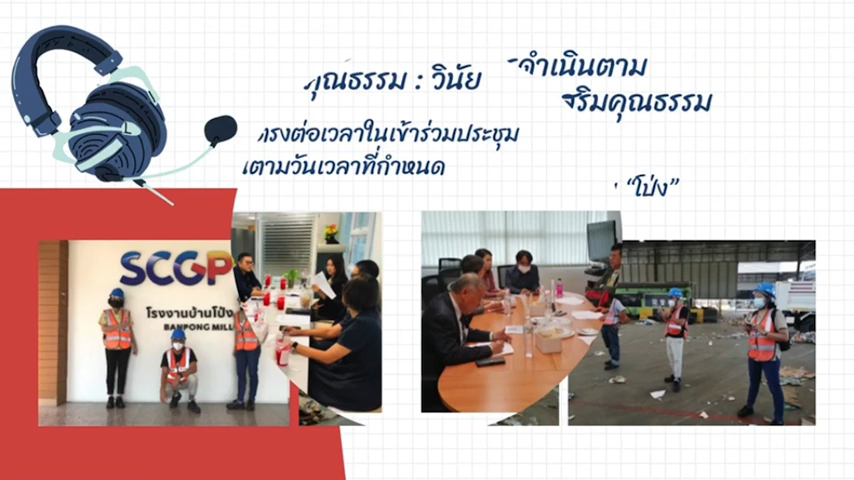 คุณธรรม : วินัย
จำเนินตาม
สริมคุณธรรม
ตรงต่อเวลาในเข้าร่วมประชุม
ตามวันเวลาที่กำหนด
“โป่ง”
SCGP
โรงงานบ้านโป่ง
BANPONG MILL